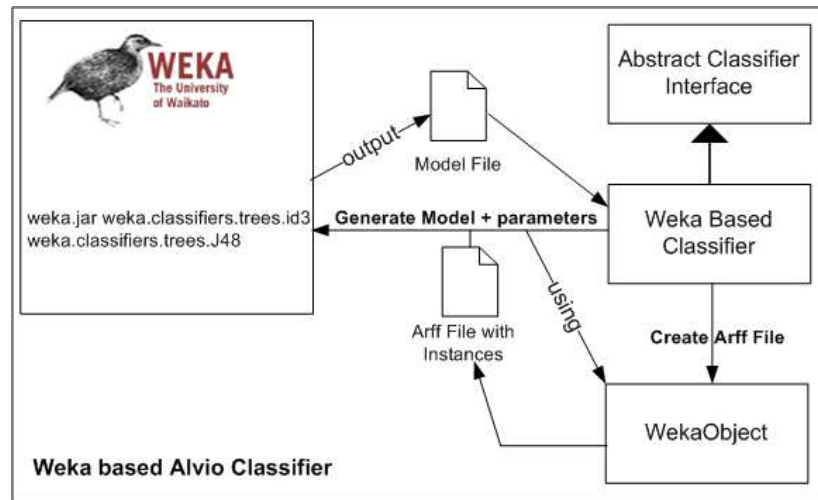 WEKA
The University
of Waikato
Abstract Classifier
Interface
output
Model File
weka.jar weka.classifiers.trees.id3
weka.classifiers.trees.J48
Generate Model + parameters
Weka Based
Classifier
using
Arff File with
Instances
Create Arff File
WekaObject
Weka based Alvio Classifier